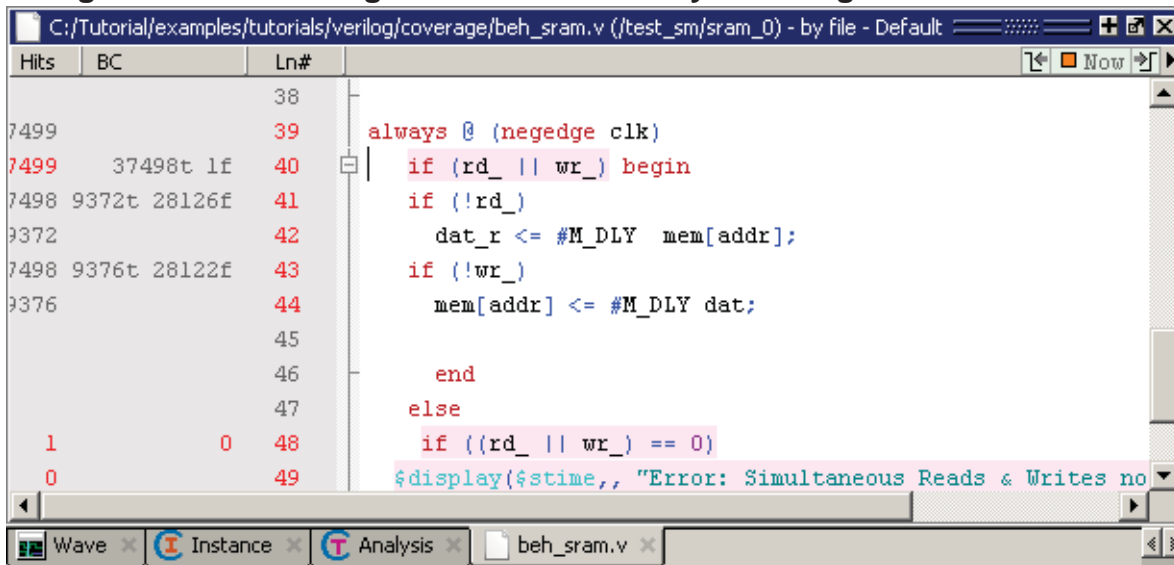 C:/Tutorial/examples/tutorials/verilog/coverage/beh_sram.v (/test_sm/sram_0) - by file - Default
Hits BC Ln# Now
38
7499 39 always @ (negedge clk)
7499 37498t 1f 40 if (rd_ || wr_) begin
7498 9372t 28126f 41 if (!rd_)
9372 42 dat_r <= #M_DLY mem[addr];
7498 9376t 28122f 43 if (!wr_)
9376 44 mem[addr] <= #M_DLY dat;
45
46 end
47 else
1 0 48 if ((rd_ || wr_) == 0)
0 49 $display($stime,, "Error: Simultaneous Reads & Writes no
Wave Instance Analysis beh_sram.v